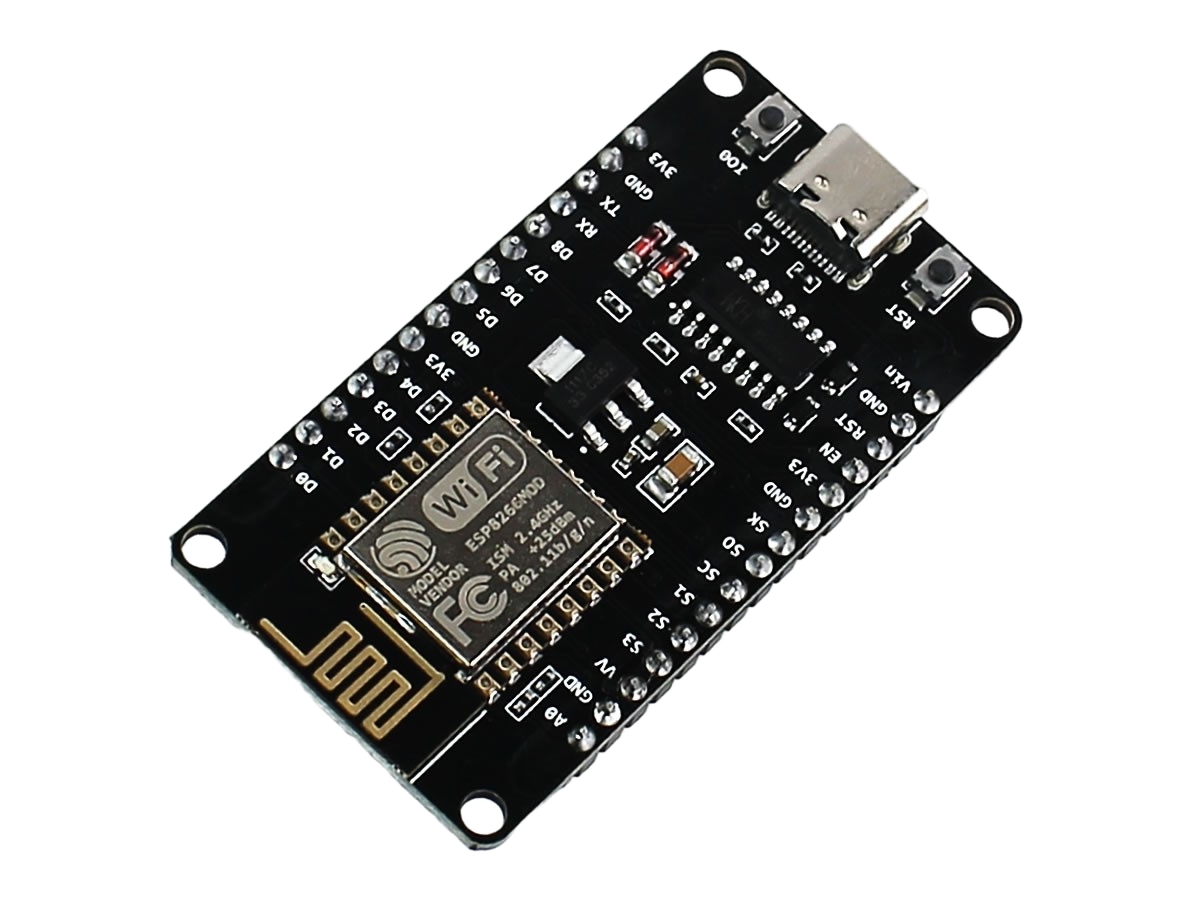 IO0
RST
3V3
GND
TX
RX
D8
D7
D6
D5
GND
3V3
D4
D3
D2
D1
D0
Vin
GND
RST
EN
3V3
GND
SK
SO
SC
S1
S2
S3
VV
GND
A0
WiFi
ESP8266MOD
MODEL
VENDOR
ISM 2.4GHz
PA +25dBm
802.11b/g/n
FC